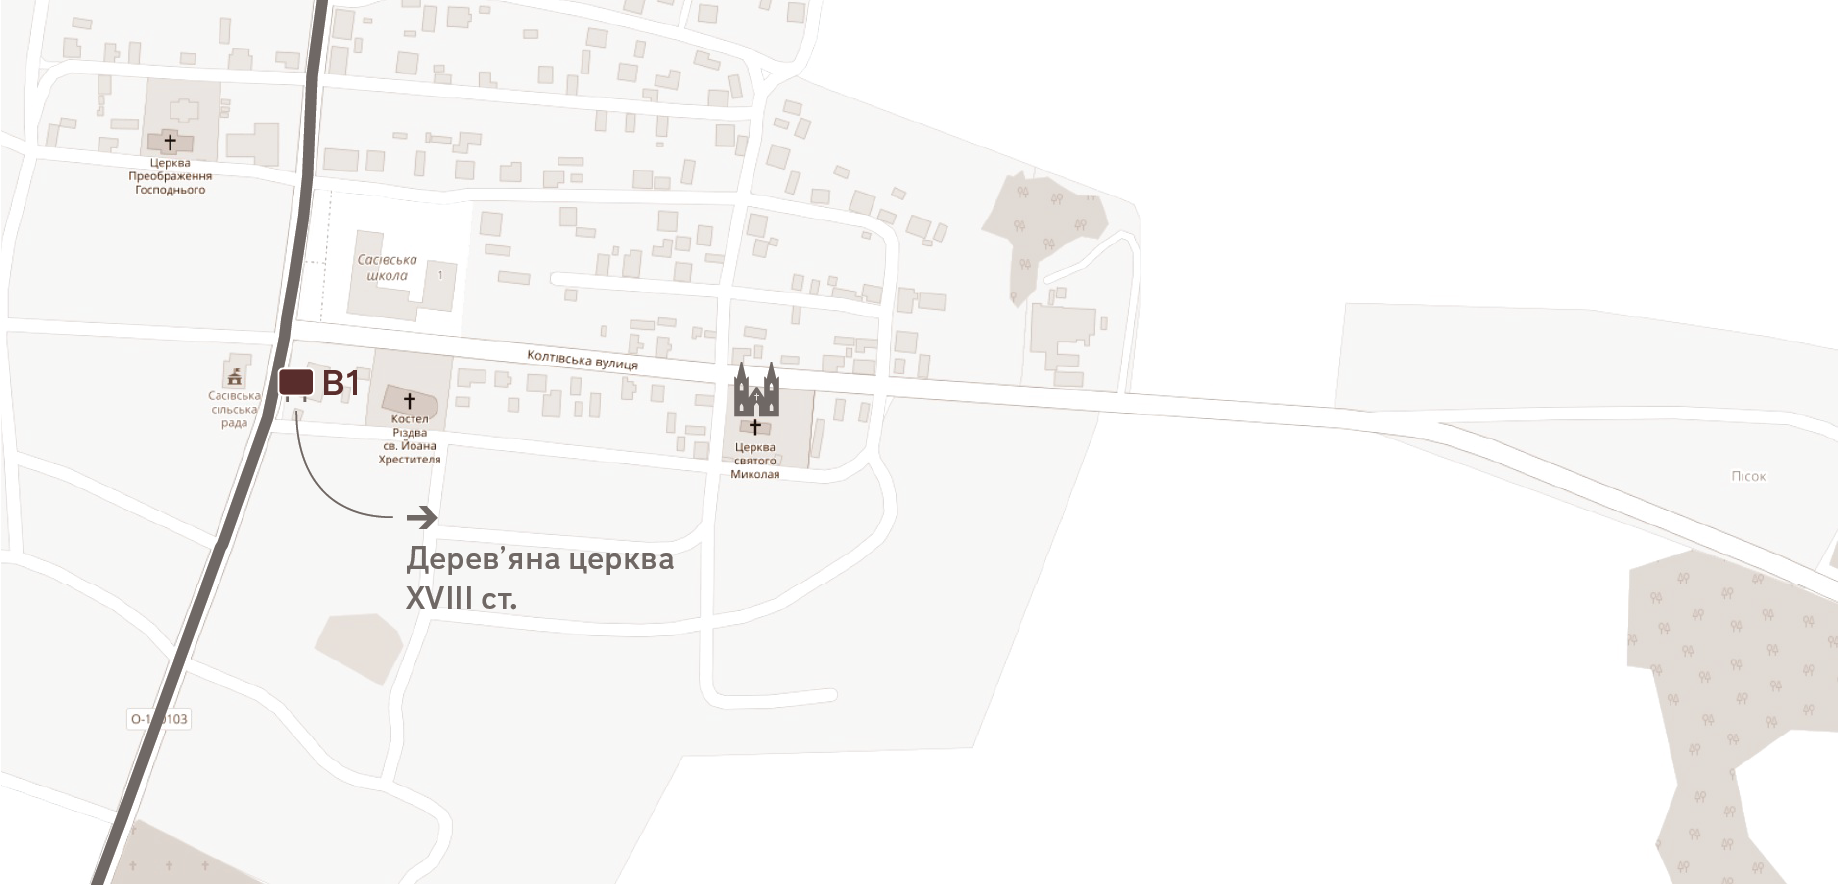 Церква
Преображення
Господнього
Сасівська
школа
1
Колтівська вулиця
Сасівська
сільська
рада
B1
Костел
Різдва
св. Йоана
Хрестителя
Церква
святого
Миколая
Пісок
→
Дерев’яна церква
XVIII ст.